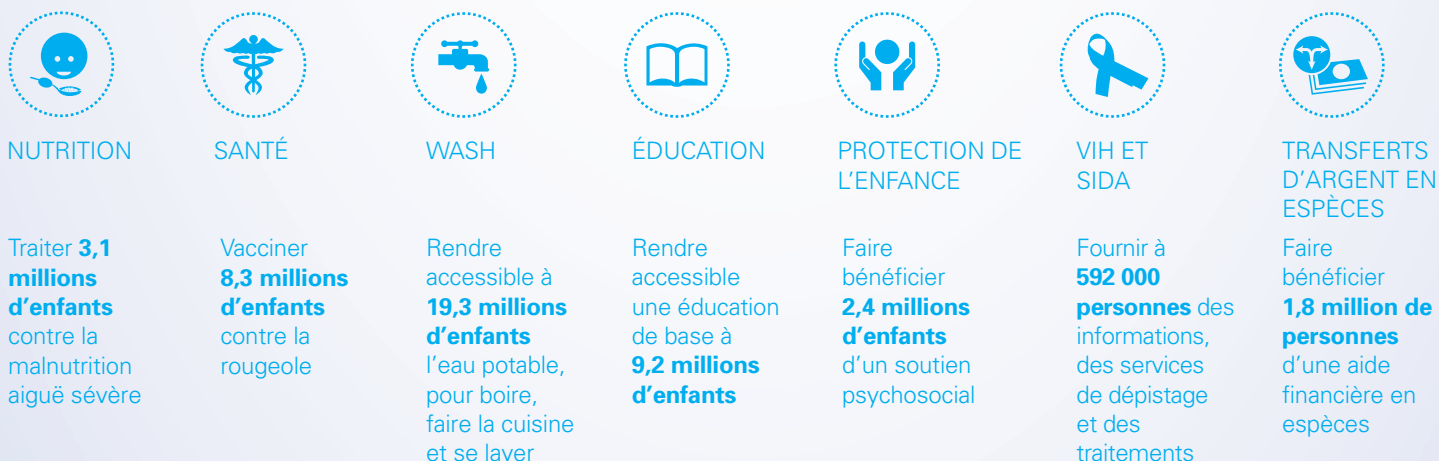 NUTRITION
Traiter 3,1
millions
d'enfants
contre la
malnutrition
aiguë sévère
SANTÉ
Vacciner
8,3 millions
d'enfants
contre la
rougeole
WASH
Rendre
accessible à
19,3 millions
d'enfants
l'eau potable,
pour boire,
faire la cuisine
et se laver
ÉDUCATION
Rendre
accessible
une éducation
de base à
9,2 millions
d'enfants
PROTECTION DE
L'ENFANCE
Faire
bénéficier
2,4 millions
d'enfants
d'un soutien
psychosocial
VIH ET
SIDA
Fournir à
592 000
personnes des
informations,
des services
de dépistage
et des
traitements
TRANSFERTS
D'ARGENT EN
ESPÈCES
Faire
bénéficier
1,8 million de
personnes
d'une aide
financière en
espèces